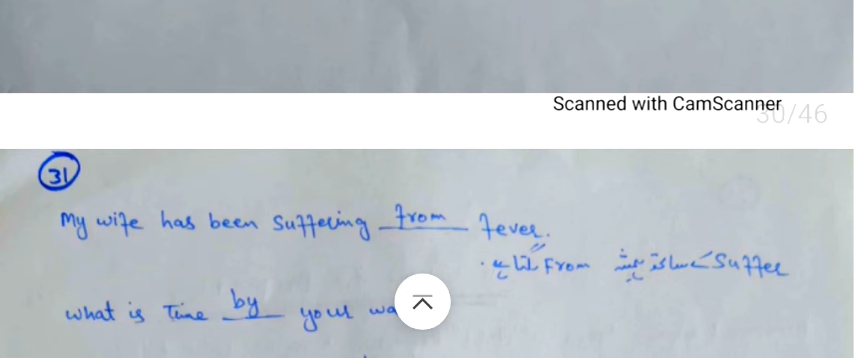 Scanned with CamScanner
30/46
31
My wife has been suffering from fever.
Suffer کے ساتھ ہمیشہ From لگتا ہے۔
what is Time by your